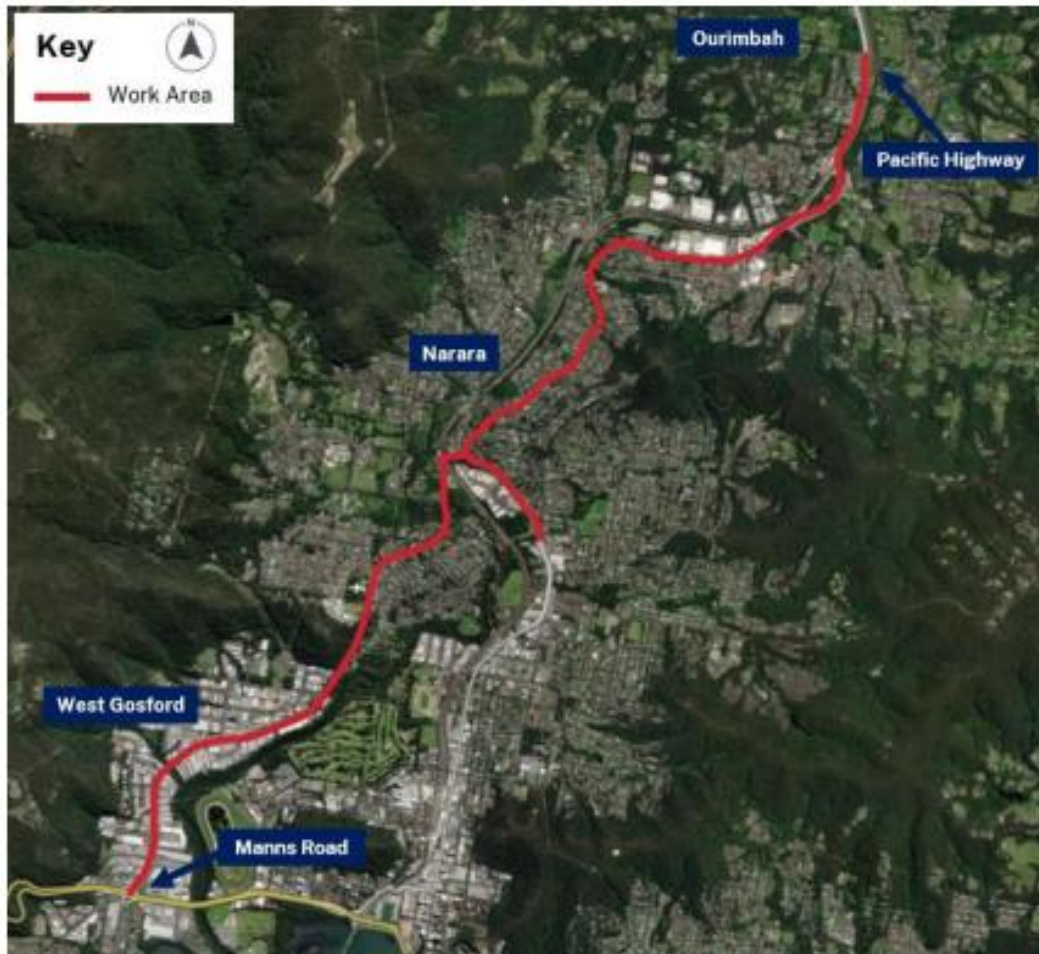 Key
N
Work Area
Ourimbah
Pacific Highway
Narara
West Gosford
Manns Road